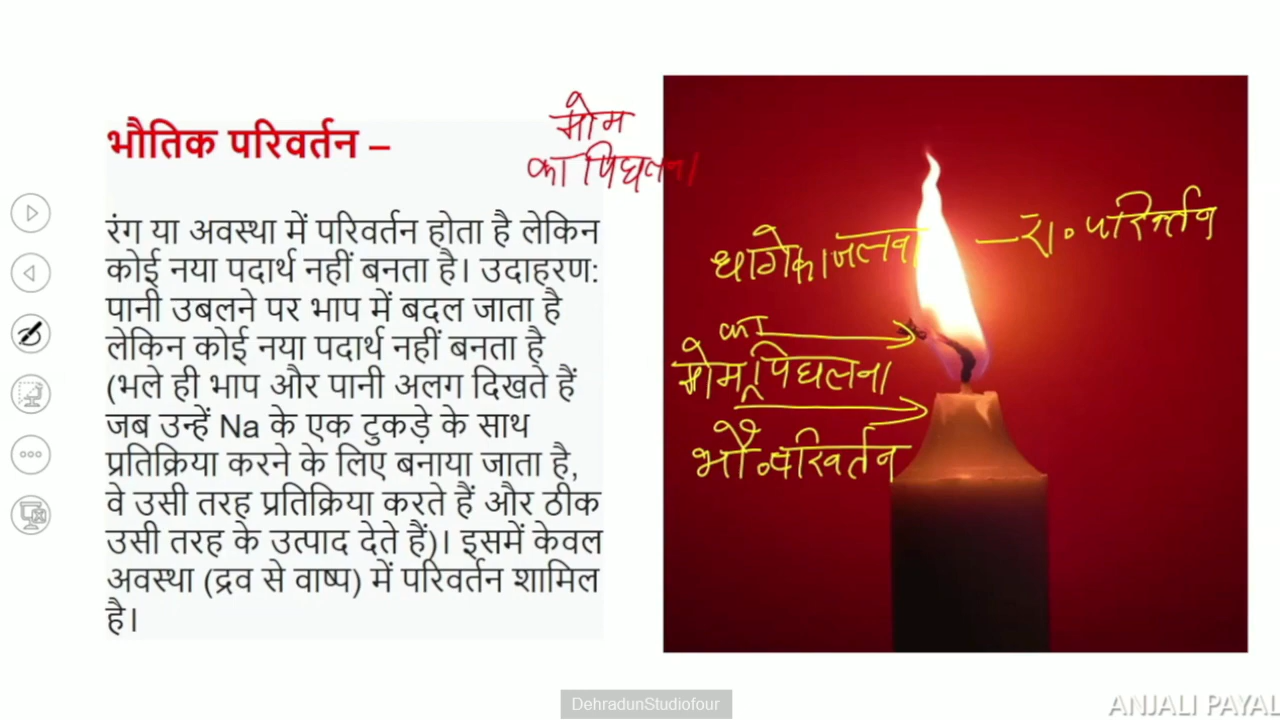 भौतिक परिवर्तन –
मोम
का पिघलना
रंग या अवस्था में परिवर्तन होता है लेकिन
कोई नया पदार्थ नहीं बनता है। उदाहरण:
पानी उबलने पर भाप में बदल जाता है
लेकिन कोई नया पदार्थ नहीं बनता है
(भले ही भाप और पानी अलग दिखते हैं
जब उन्हें Na के एक टुकड़े के साथ
प्रतिक्रिया करने के लिए बनाया जाता है,
वे उसी तरह प्रतिक्रिया करते हैं और ठीक
उसी तरह के उत्पाद देते हैं)। इसमें केवल
अवस्था (द्रव से वाष्प) में परिवर्तन शामिल
है।
धागे का जलना – रा० परिवर्तन
का
मोम पिघलना
भौ० परिवर्तन
DehradunStudiofour
ANJALI PAYAL